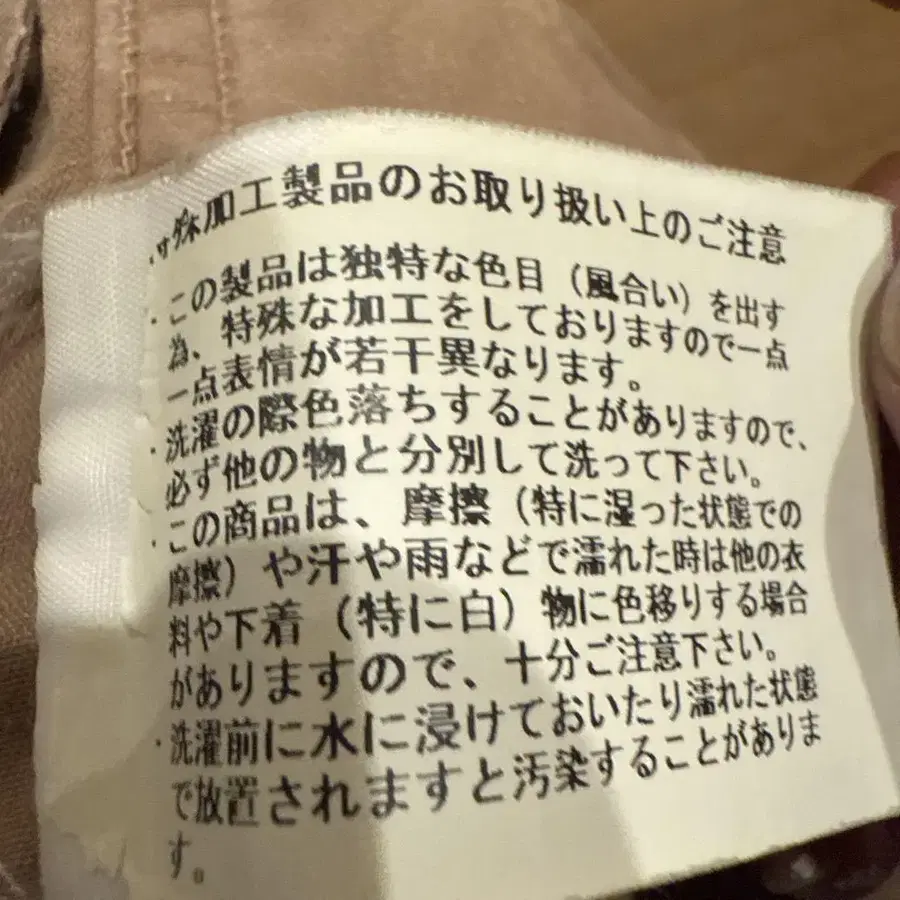 特殊加工製品のお取り扱い上のご注意
・この製品は独特な色目（風合い）を出す
為、特殊な加工をしておりますので一点
一点表情が若干異なります。
・洗濯の際色落ちすることがありますので、
必ず他の物と分別して洗って下さい。
・この商品は、摩擦（特に湿った状態での
摩擦）や汗や雨などで濡れた時は他の衣
料や下着（特に白）物に色移りする場合
がありますので、十分ご注意下さい。
・洗濯前に水に浸けておいたり濡れた状態
で放置されますと汚染することがありま
す。